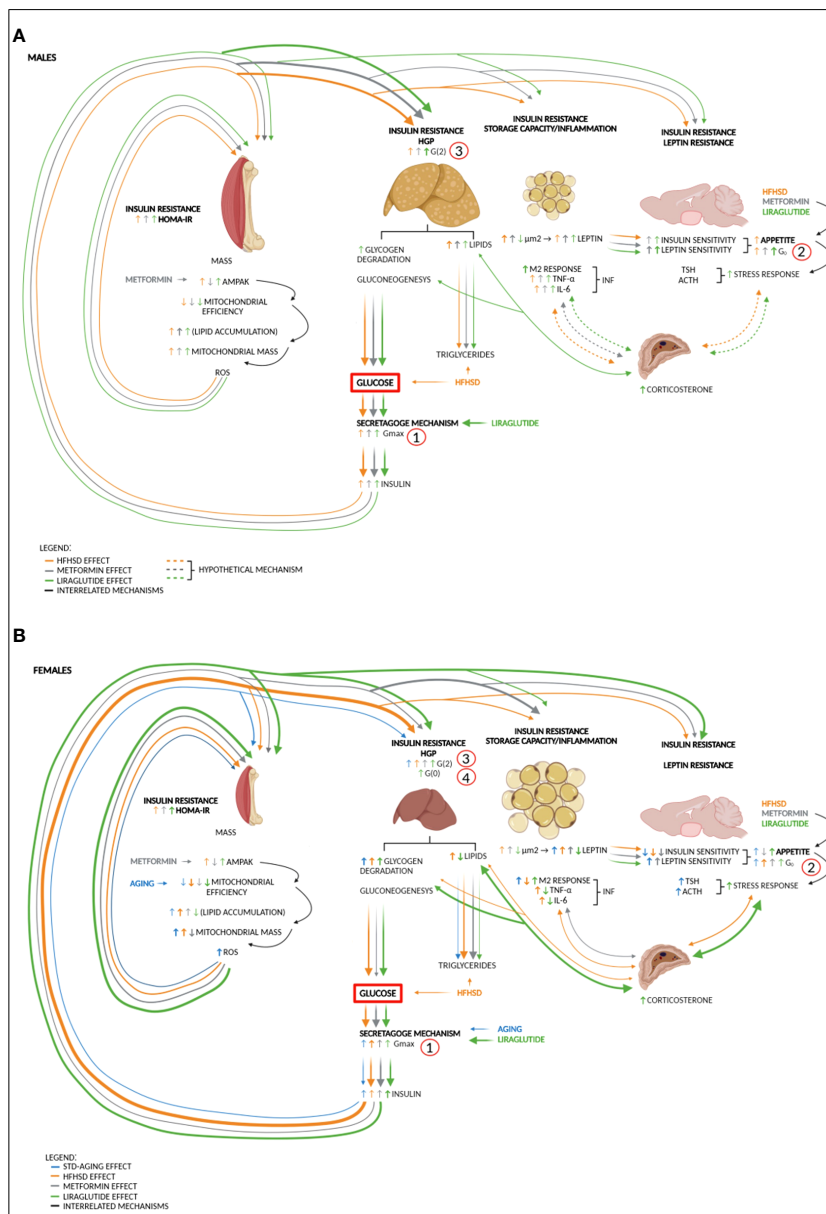 A
MALES
INSULIN RESISTANCE
HGP
↑ ↑ ↑ G(2) 3
INSULIN RESISTANCE
STORAGE CAPACITY/INFLAMMATION
INSULIN RESISTANCE
LEPTIN RESISTANCE
INSULIN RESISTANCE
↑ ↑ ↑ HOMA-IR
MASS
METFORMIN
↑ ↓ ↑ AMPAK
↓ ↓ ↑ MITOCHONDRIAL
EFFICIENCY
↑ ↑ ↑ (LIPID ACCUMULATION)
↑ ↑ ↑ MITOCHONDRIAL MASS
ROS
↑ GLYCOGEN
DEGRADATION
↑ ↑ ↑ LIPIDS
GLUCONEOGENESYS
TRIGLYCERIDES
GLUCOSE
HFHSD
SECRETAGOGE MECHANISM
LIRAGLUTIDE
↑ ↑ ↑ Gmax 1
↑ ↑ ↑ INSULIN
↑ ↑ ↓ µm2 → ↑ ↑ ↑ LEPTIN
↑ M2 RESPONSE
↑ ↑ ↑ TNF-α
↑ ↑ ↑ IL-6
INF
HFHSD
METFORMIN
LIRAGLUTIDE
↑ ↑ INSULIN SENSITIVITY
↑ ↑ LEPTIN SENSITIVITY
↑ APPETITE
↑ ↑ ↑ G₀ 2
TSH
ACTH
↑ STRESS RESPONSE
↑ CORTICOSTERONE
LEGEND:
HFHSD EFFECT
METFORMIN EFFECT
LIRAGLUTIDE EFFECT
INTERRELATED MECHANISMS
HYPOTHETICAL MECHANISM
B
FEMALES
INSULIN RESISTANCE
HGP
↑ ↑ ↑ ↑ G(2) 3
↑ G(0) 4
INSULIN RESISTANCE
STORAGE CAPACITY/INFLAMMATION
INSULIN RESISTANCE
LEPTIN RESISTANCE
INSULIN RESISTANCE
↑ ↑ ↑ HOMA-IR
MASS
METFORMIN
↑ ↓ ↑ AMPAK
AGING
↓ ↓ ↓ ↓ MITOCHONDRIAL
EFFICIENCY
↑ ↑ ↑ ↓ (LIPID ACCUMULATION)
↑ ↑ ↓ MITOCHONDRIAL MASS
↑ ROS
↑ ↑ ↑ GLYCOGEN
DEGRADATION
↑ ↓ LIPIDS
GLUCONEOGENESYS
TRIGLYCERIDES
GLUCOSE
HFHSD
SECRETAGOGE MECHANISM
AGING
LIRAGLUTIDE
↑ ↑ ↑ ↑ Gmax 1
↑ ↑ ↑ ↑ INSULIN
↑ ↑ ↓ µm2 → ↑ ↑ ↑ ↓ LEPTIN
↑ ↓ ↑ M2 RESPONSE
↑ ↓ TNF-α
↑ ↓ IL-6
INF
HFHSD
METFORMIN
LIRAGLUTIDE
↓ ↓ ↓ INSULIN SENSITIVITY
↑ ↑ LEPTIN SENSITIVITY
↑ ↓ ↑ APPETITE
↑ ↑ ↑ ↑ G₀ 2
↑ TSH
↑ ACTH
↑ STRESS RESPONSE
↑ CORTICOSTERONE
LEGEND:
STD-AGING EFFECT
HFHSD EFFECT
METFORMIN EFFECT
LIRAGLUTIDE EFFECT
INTERRELATED MECHANISMS